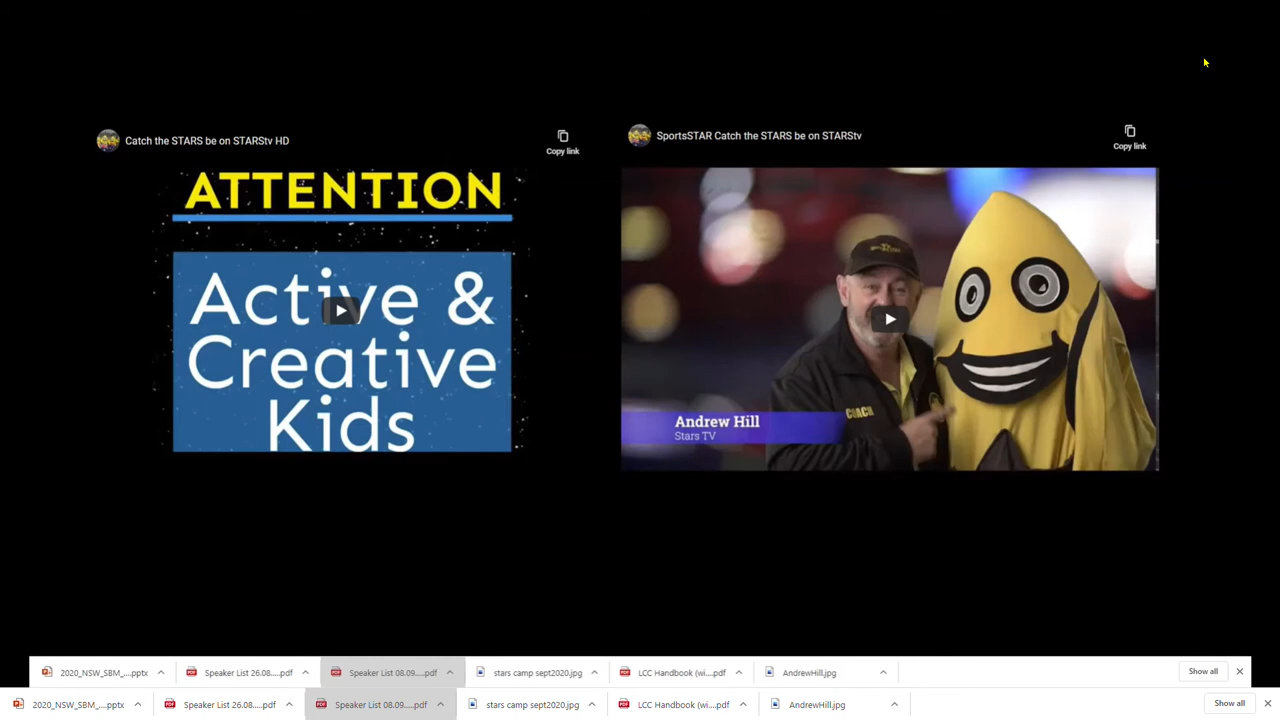 Catch the STARS be on STARStv HD
Copy link
ATTENTION
Active &
Creative
Kids
SportsSTAR Catch the STARS be on STARStv
Copy link
COACH
Andrew Hill
Stars TV
2020_NSW_SBM_....pptx
Speaker List 26.08.....pdf
Speaker List 08.09.....pdf
stars camp sept2020.jpg
LCC Handbook (wi....pdf
AndrewHill.jpg
Show all
2020_NSW_SBM_....pptx
Speaker List 26.08.....pdf
Speaker List 08.09.....pdf
stars camp sept2020.jpg
LCC Handbook (wi....pdf
AndrewHill.jpg
Show all